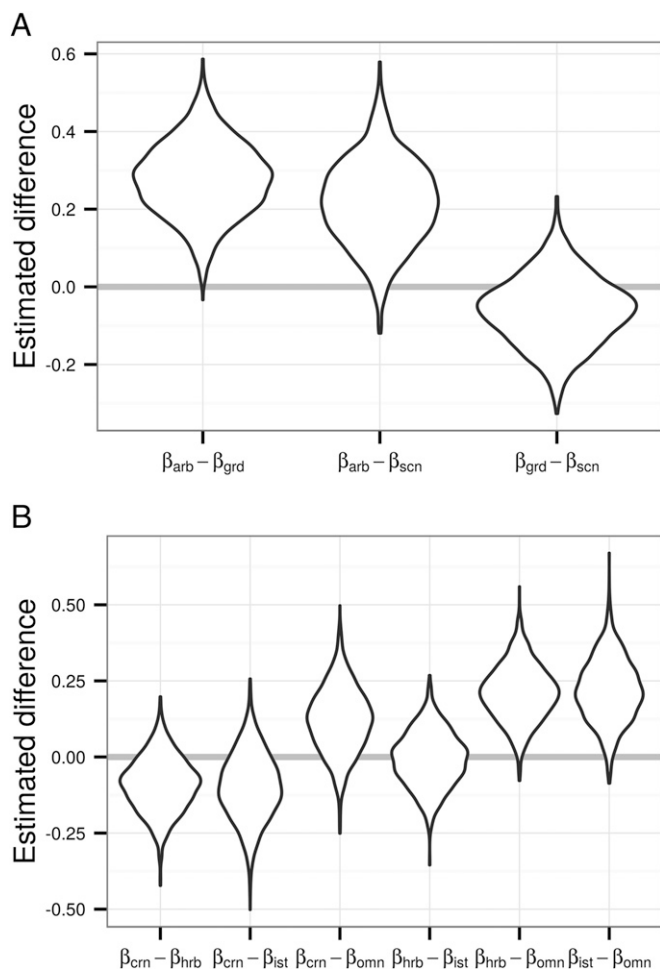 A
Estimated difference
0.6
0.4
0.2
0.0
-0.2
βarb − βgrd
βarb − βscn
βgrd − βscn
B
Estimated difference
0.50
0.25
0.00
-0.25
-0.50
βcrn − βhrb
βcrn − βist
βcrn − βomn
βhrb − βist
βhrb − βomn
βist − βomn